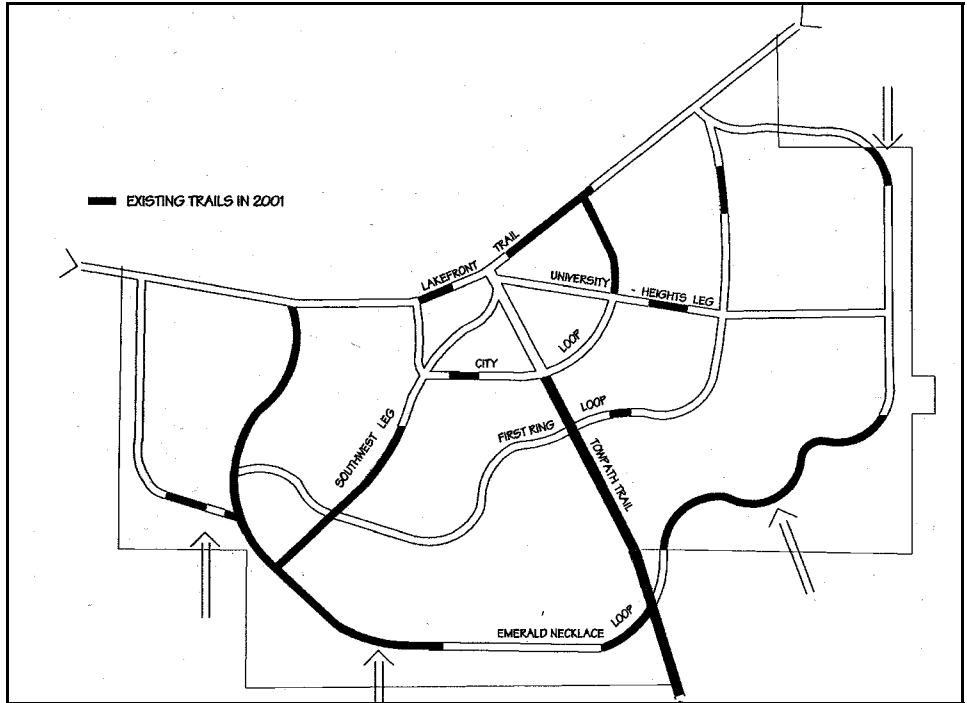 EXISTING TRAILS IN 2001
LAKEFRONT TRAIL
UNIVERSITY - HEIGHTS LEG
CITY LOOP
SOUTHWEST LEG
FIRST RING LOOP
TOWPATH TRAIL
EMERALD NECKLACE LOOP